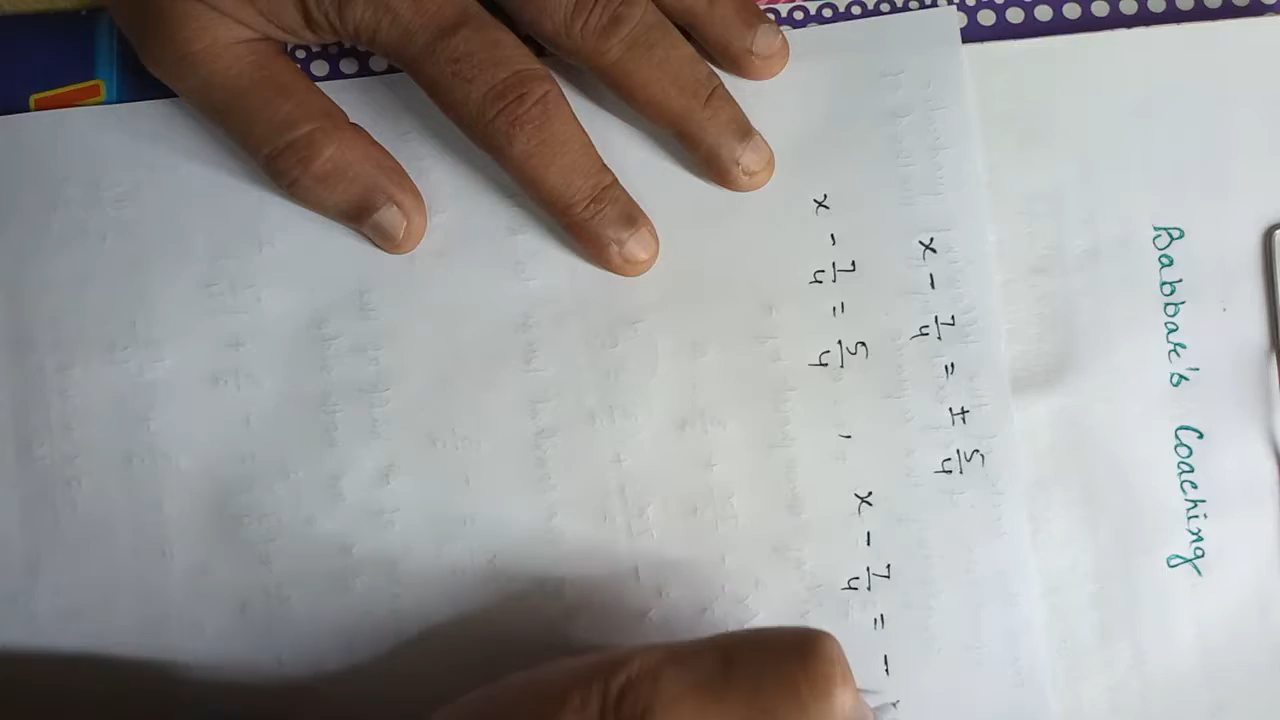 Babbar's Coaching
x - 7/4 = ± 5/4
x - 7/4 = 5/4 , x - 7/4 = -